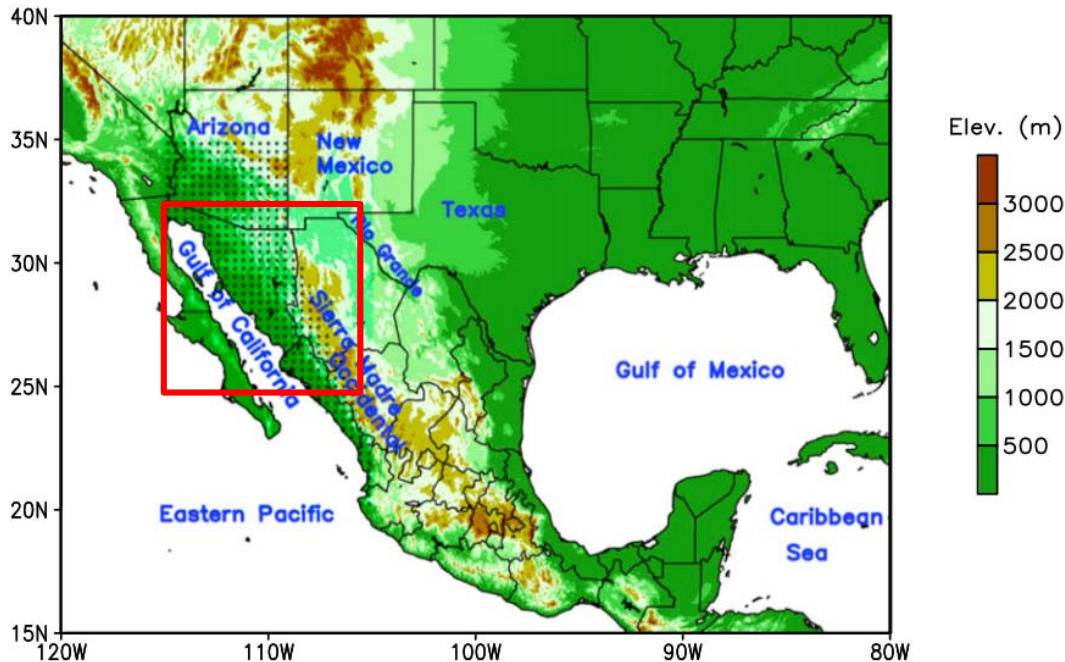 40N
35N
30N
25N
20N
15N
120W
110W
100W
90W
80W
Arizona
New
Mexico
Texas
Rio Grande
Gulf of California
Sierra Madre
Occidental
Gulf of Mexico
Eastern Pacific
Caribbean
Sea
Elev. (m)
3000
2500
2000
1500
1000
500